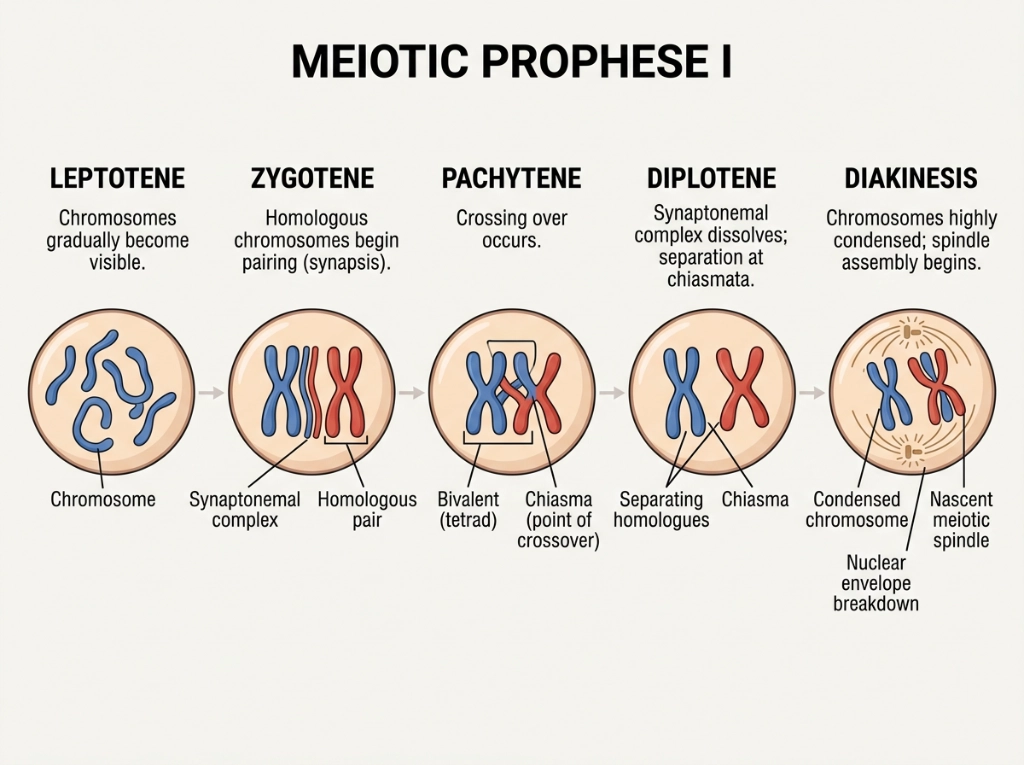 MEIOTIC PROPHESE I
LEPTOTENE
Chromosomes
gradually become
visible.
ZYGOTENE
Homologous
chromosomes begin
pairing (synapsis).
PACHYTENE
Crossing over
occurs.
DIPLOTENE
Synaptonemal
complex dissolves;
separation at
chiasmata.
DIAKINESIS
Chromosomes highly
condensed; spindle
assembly begins.
Chromosome
Synaptonemal
complex
Homologous
pair
Bivalent
(tetrad)
Chiasma
(point of
crossover)
Separating
homologues
Chiasma
Condensed
chromosome
Nuclear
envelope
breakdown
Nascent
meiotic
spindle